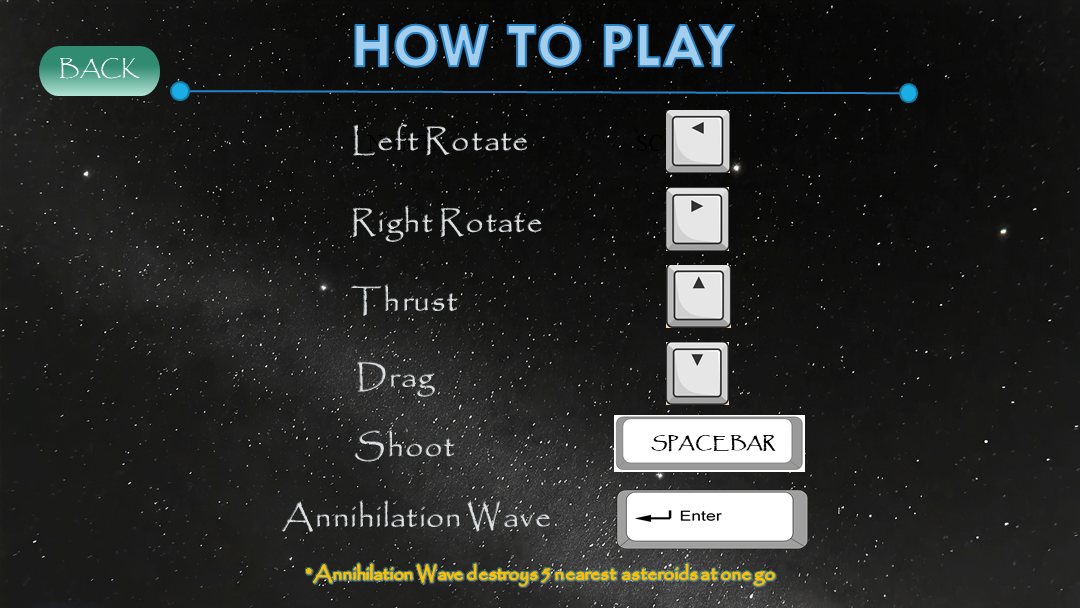 HOW TO PLAY
BACK
Left Rotate
Right Rotate
Thrust
Drag
Shoot SPACEBAR
Annihilation Wave Enter
*Annihilation Wave destroys 5 nearest asteroids at one go